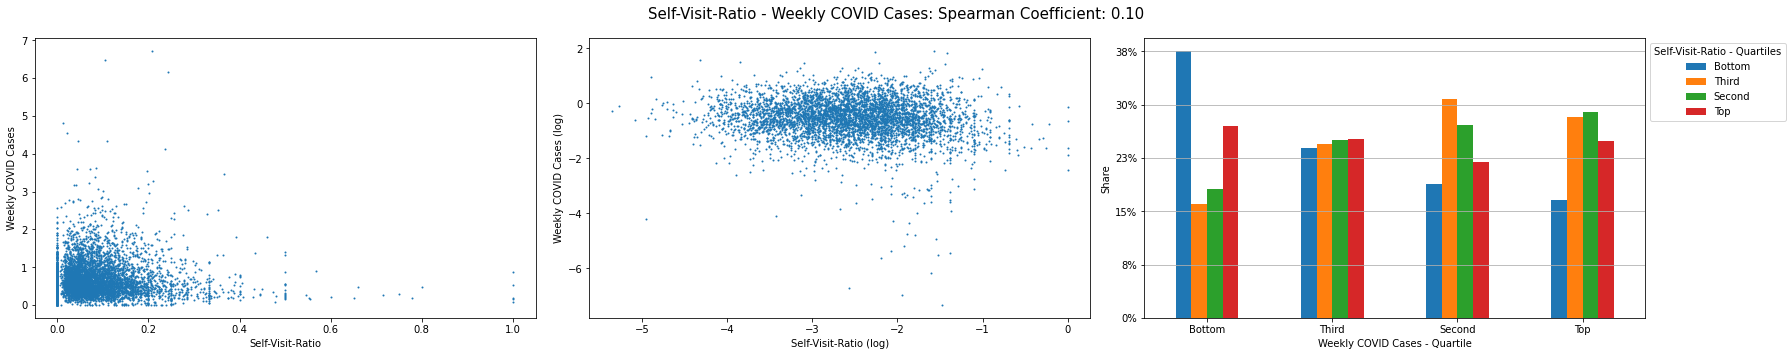 Self-Visit-Ratio - Weekly COVID Cases: Spearman Coefficient: 0.10
Weekly COVID Cases
7
6
5
4
3
2
1
0
0.0 0.2 0.4 0.6 0.8 1.0
Self-Visit-Ratio
Weekly COVID Cases (log)
2
0
−2
−4
−6
−5 −4 −3 −2 −1 0
Self-Visit-Ratio (log)
Share
38%
30%
23%
15%
8%
0%
Bottom Third Second Top
Weekly COVID Cases - Quartile
Self-Visit-Ratio - Quartiles
Bottom
Third
Second
Top